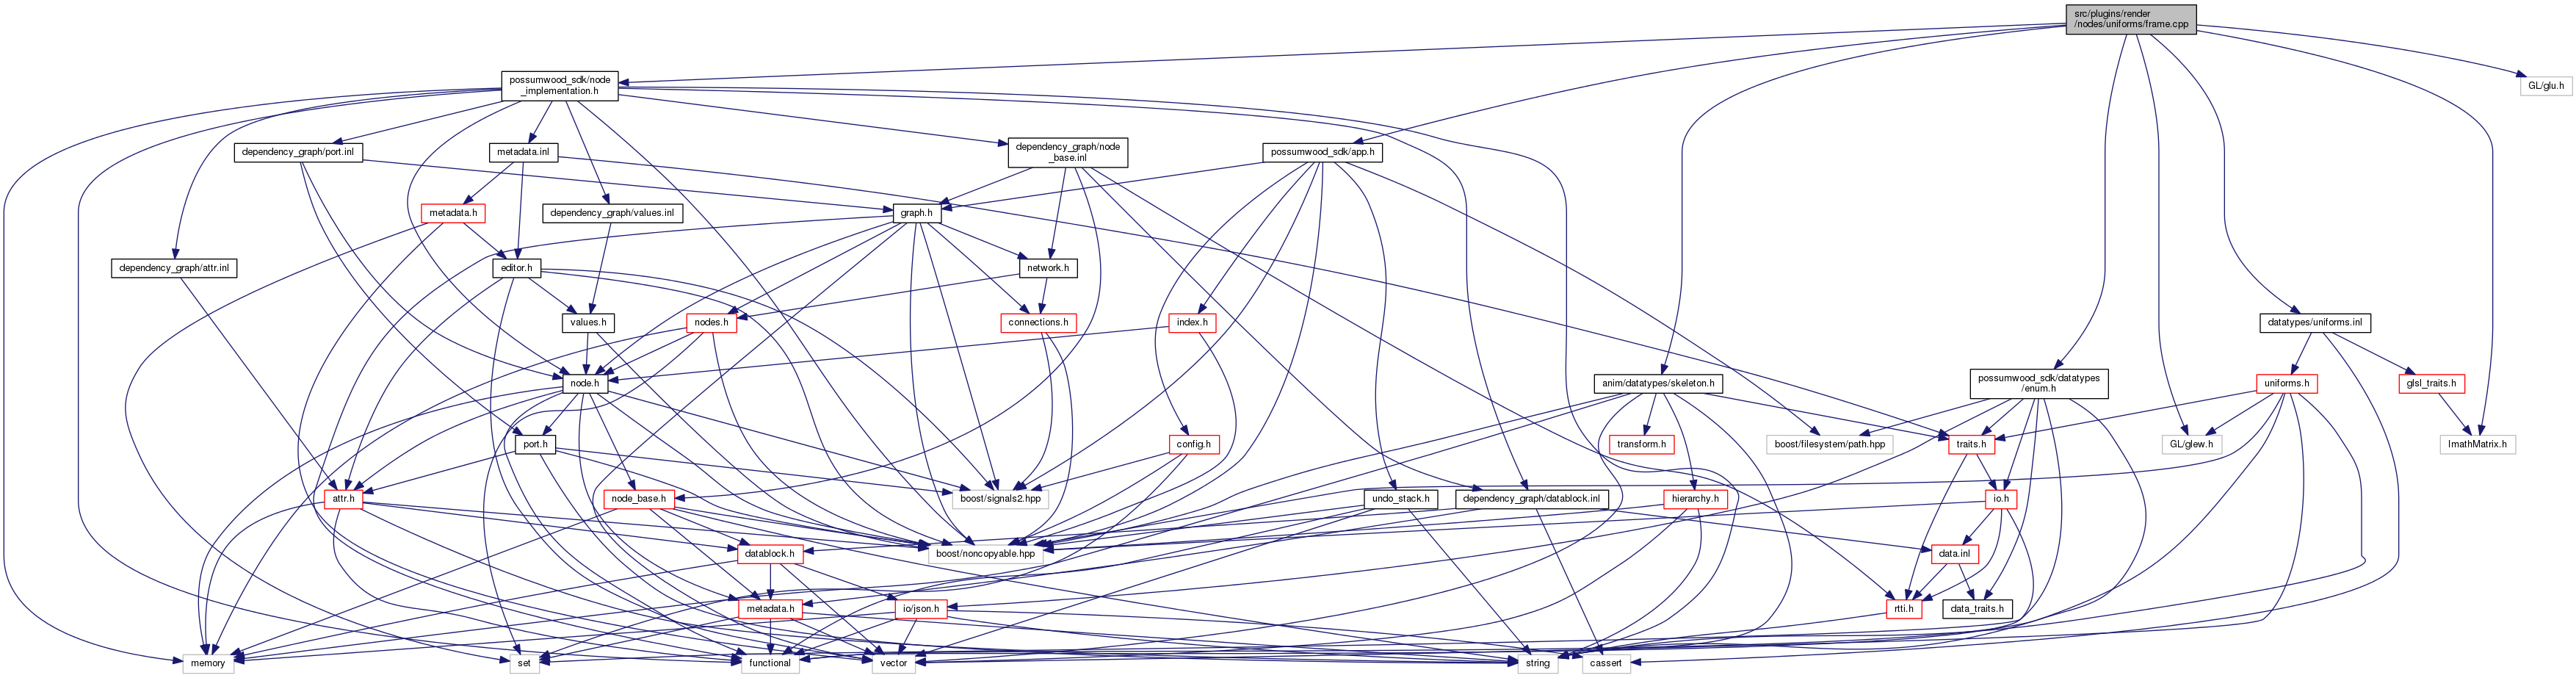 src/plugins/render
/nodes/uniforms/frame.cpp
possumwood_sdk/node
_implementation.h
GL/glu.h
dependency_graph/port.inl
metadata.inl
dependency_graph/node
_base.inl
possumwood_sdk/app.h
metadata.h
dependency_graph/values.inl
graph.h
dependency_graph/attr.inl
editor.h
network.h
values.h
nodes.h
connections.h
index.h
datatypes/uniforms.inl
node.h
anim/datatypes/skeleton.h
possumwood_sdk/datatypes
/enum.h
uniforms.h
glsl_traits.h
port.h
config.h
transform.h
boost/filesystem/path.hpp
traits.h
GL/glew.h
ImathMatrix.h
attr.h
node_base.h
boost/signals2.hpp
undo_stack.h
dependency_graph/datablock.inl
hierarchy.h
io.h
datablock.h
boost/noncopyable.hpp
data.inl
metadata.h
io/json.h
rtti.h
data_traits.h
memory
set
functional
vector
string
cassert